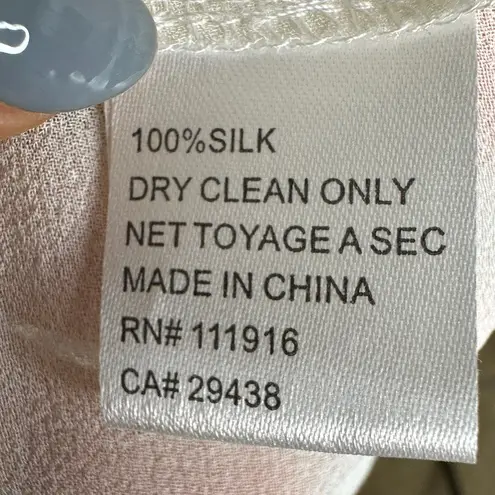 100%SILK
DRY CLEAN ONLY
NET TOYAGE A SEC
MADE IN CHINA
RN# 111916
CA# 29438